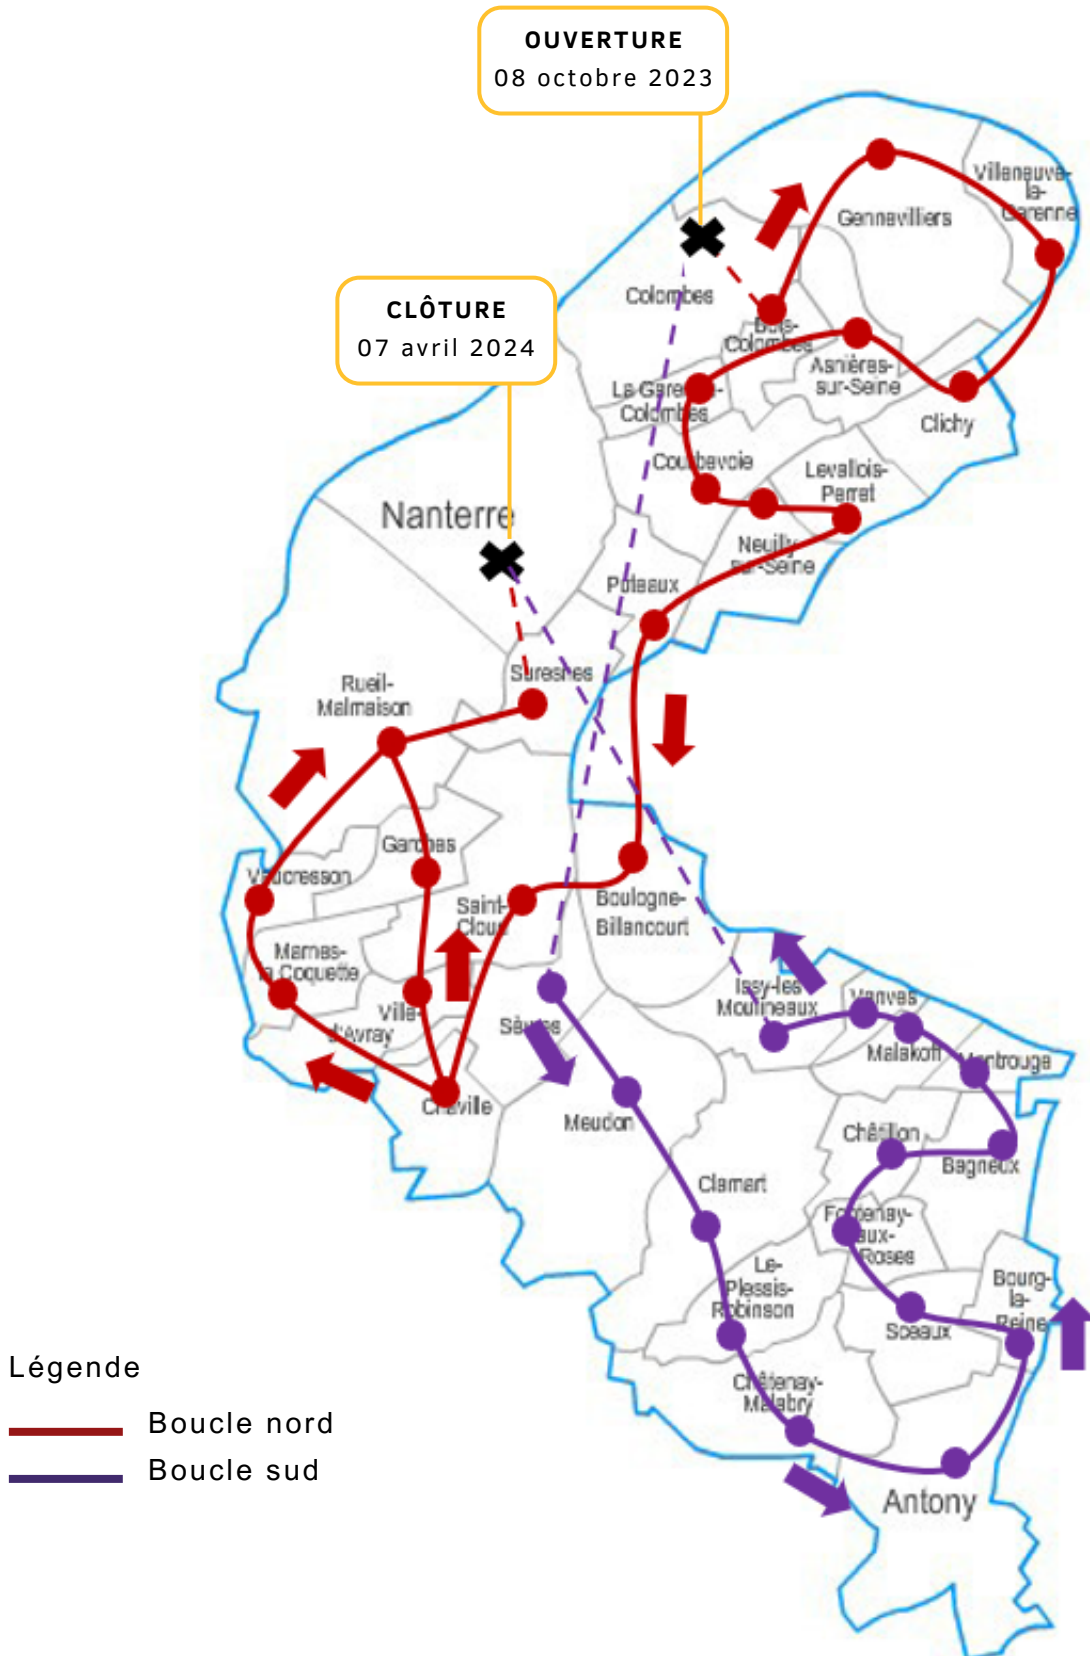 OUVERTURE
08 octobre 2023
CLÔTURE
07 avril 2024
Villeneuve-
la-
Garenne
Gennevilliers
Colombes
Bois-
Colombes
Asnières-
sur-Seine
La Garenne-
Colombes
Clichy
Courbevoie
Levallois-
Perret
Nanterre
Neuilly
sur-Seine
Puteaux
Suresnes
Rueil-
Malmaison
Garches
Vaucresson
Saint-
Cloud
Boulogne-
Billancourt
Marnes-
la Coquette
Ville-
d'Avray
Sèvres
Issy-les
Moulineaux
Vanves
Malakoff
Montrouge
Chaville
Meudon
Châtillon
Bagneux
Clamart
Fontenay-
aux-
Roses
Le-
Plessis-
Robinson
Bourg-
la-
Reine
Sceaux
Châtenay-
Malabry
Antony
Légende
Boucle nord
Boucle sud